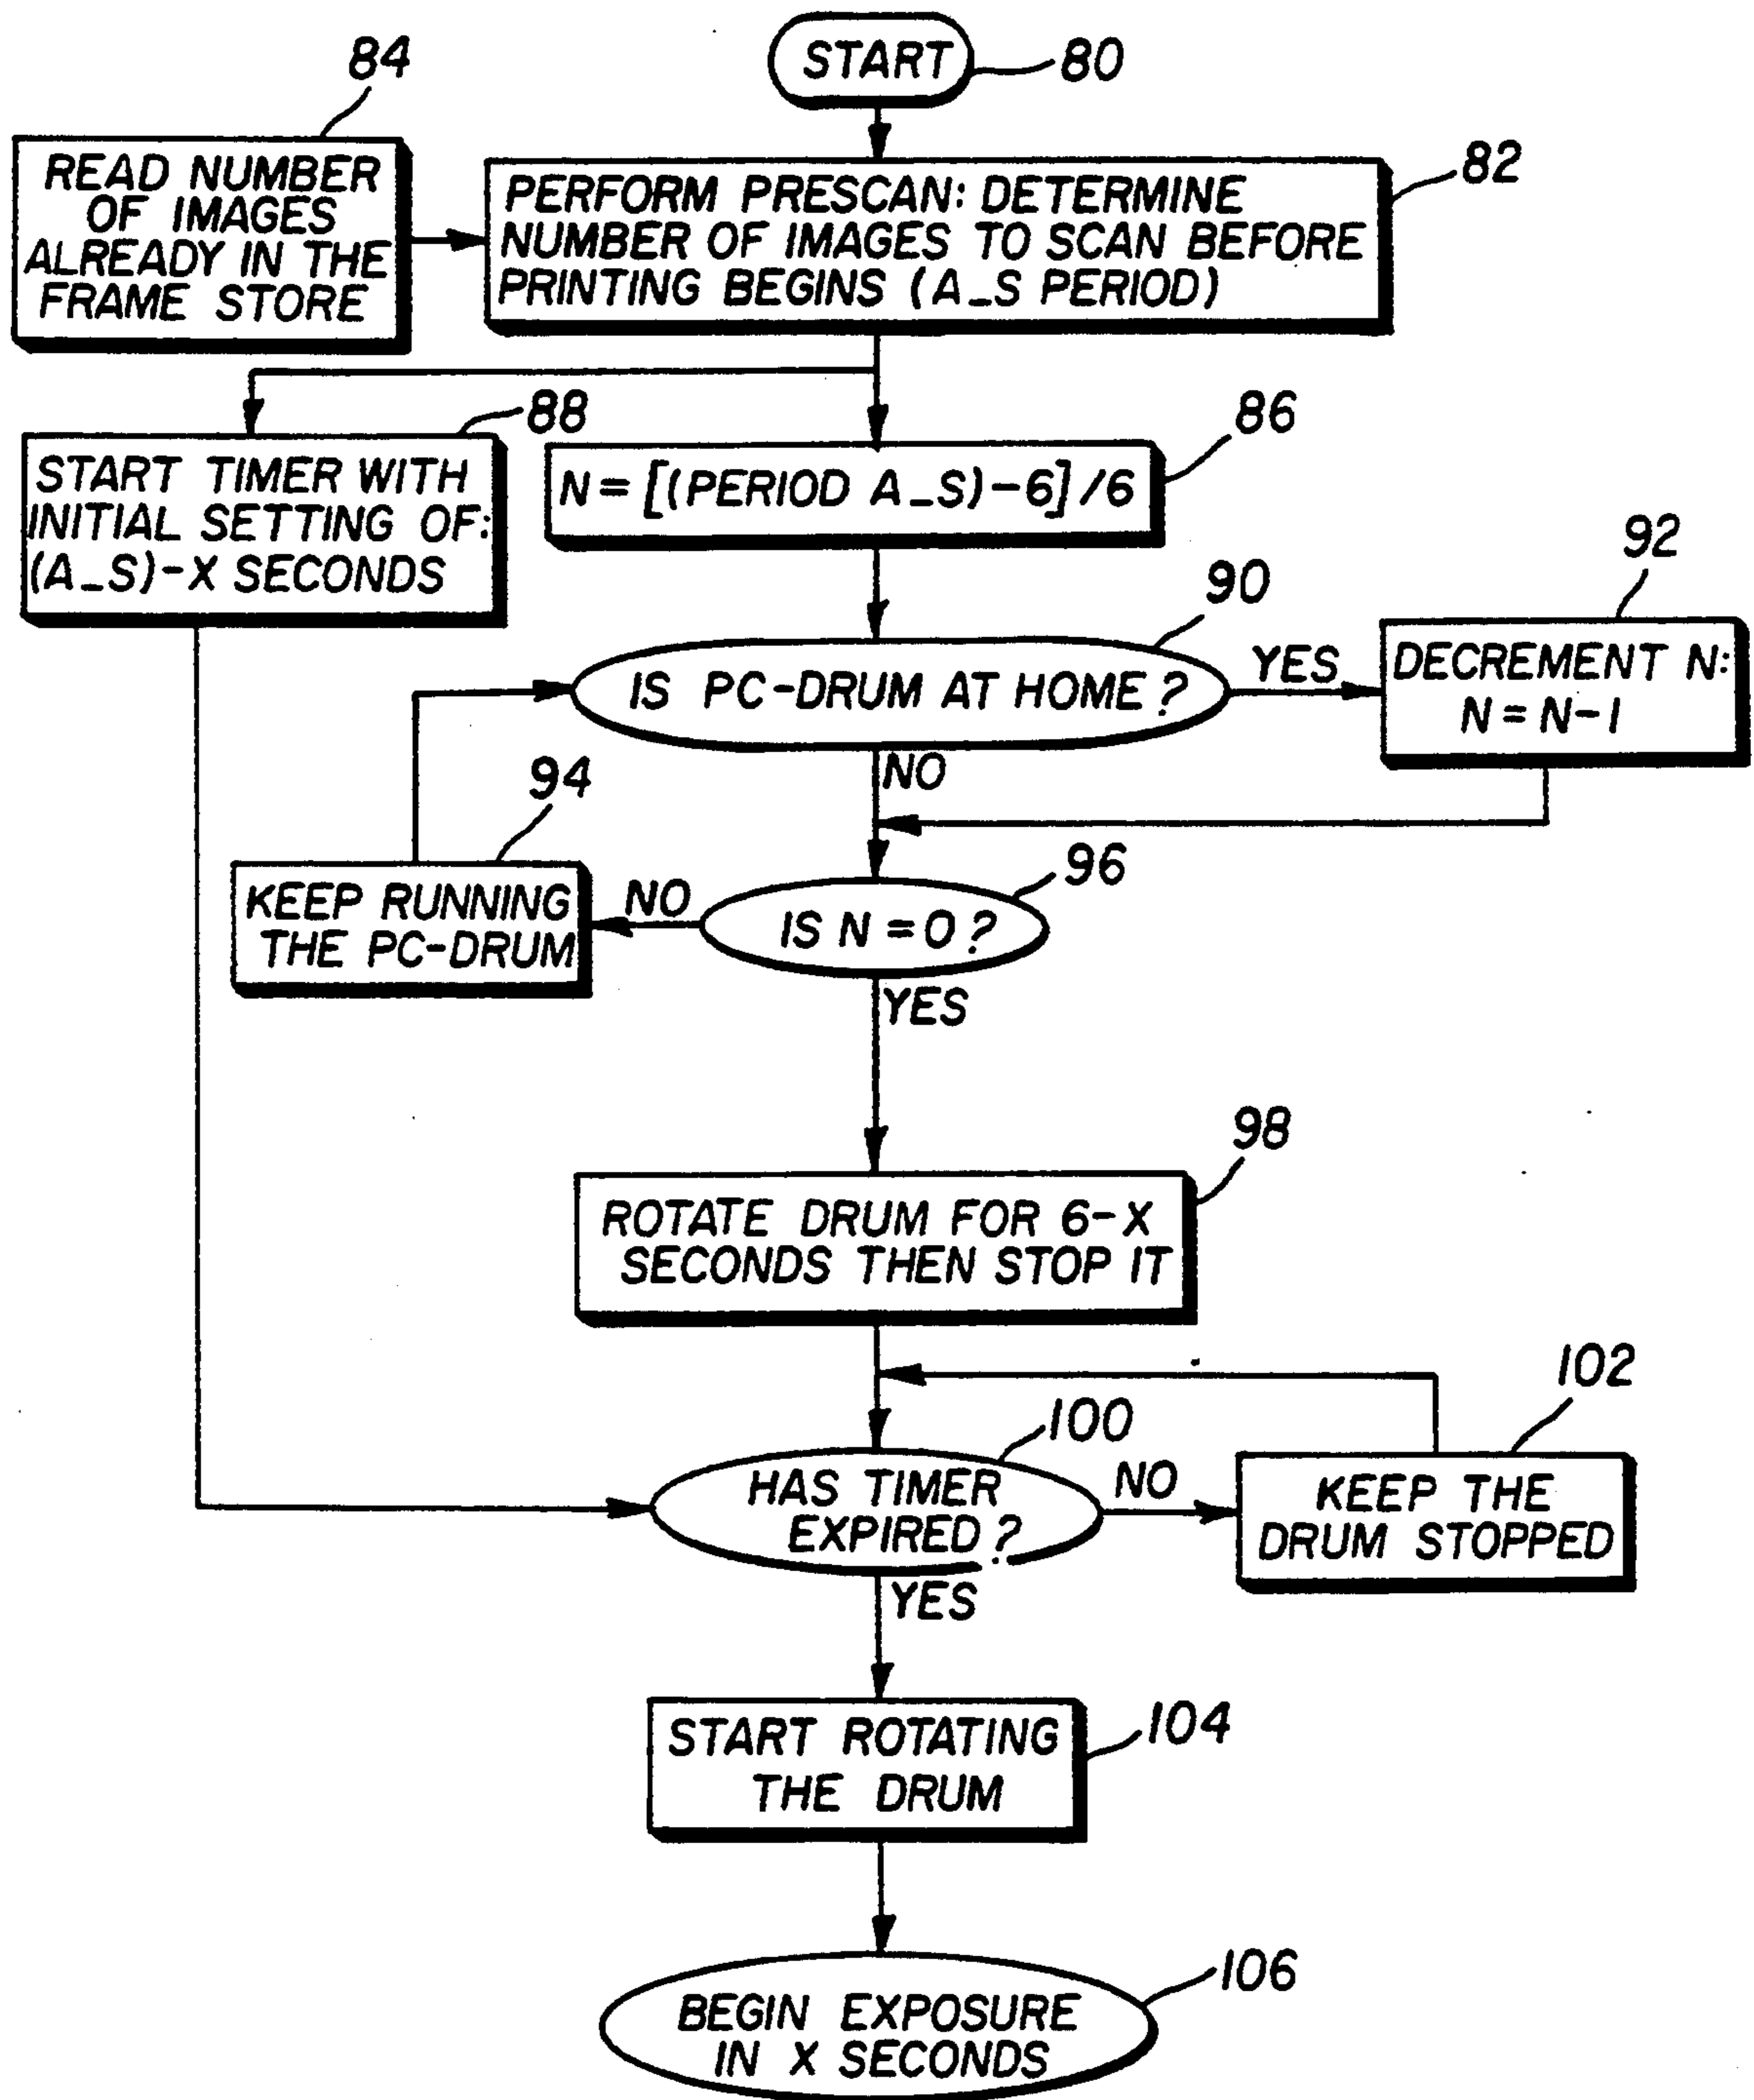 START
80
84
READ NUMBER
OF IMAGES
ALREADY IN THE
FRAME STORE
82
PERFORM PRESCAN: DETERMINE
NUMBER OF IMAGES TO SCAN BEFORE
PRINTING BEGINS (A_S PERIOD)
88
START TIMER WITH
INITIAL SETTING OF:
(A_S)-X SECONDS
86
N = [(PERIOD A_S)-6]/6
90
IS PC-DRUM AT HOME?
YES
92
DECREMENT N:
N = N-1
NO
94
KEEP RUNNING
THE PC-DRUM
NO
96
IS N = 0?
YES
98
ROTATE DRUM FOR 6-X
SECONDS THEN STOP IT
100
HAS TIMER
EXPIRED?
NO
102
KEEP THE
DRUM STOPPED
YES
104
START ROTATING
THE DRUM
106
BEGIN EXPOSURE
IN X SECONDS